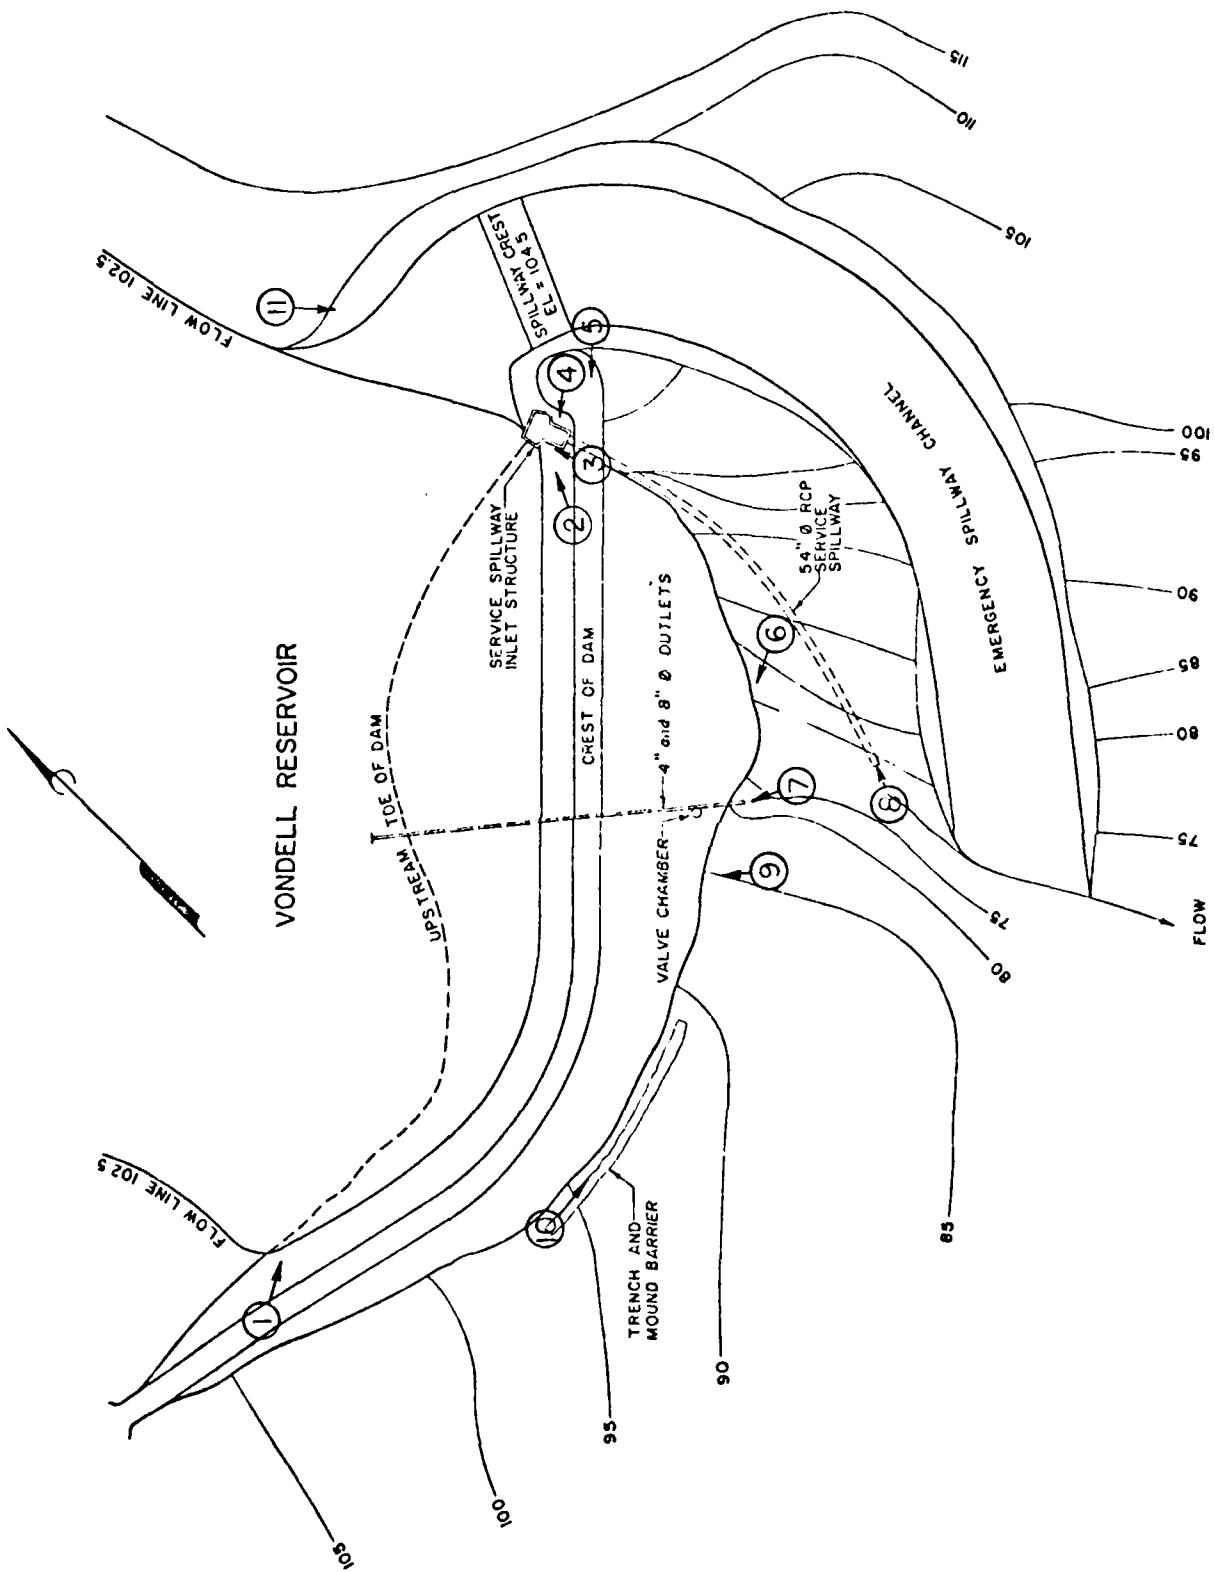 VONDELL RESERVOIR
FLOW LINE 102.5
FLOW LINE 102.5
UPSTREAM TOE OF DAM
SERVICE SPILLWAY
INLET STRUCTURE
CREST OF DAM
SPILLWAY CREST
EL = 104.5
VALVE CHAMBER
4" and 8" Ø OUTLETS
54" Ø RCP
SERVICE
SPILLWAY
EMERGENCY SPILLWAY CHANNEL
TRENCH AND
MOUND BARRIER
FLOW
1
2
3
4
5
6
7
8
9
10
11
105
100
95
90
85
80
75
75
80
85
90
95
100
105
110
115